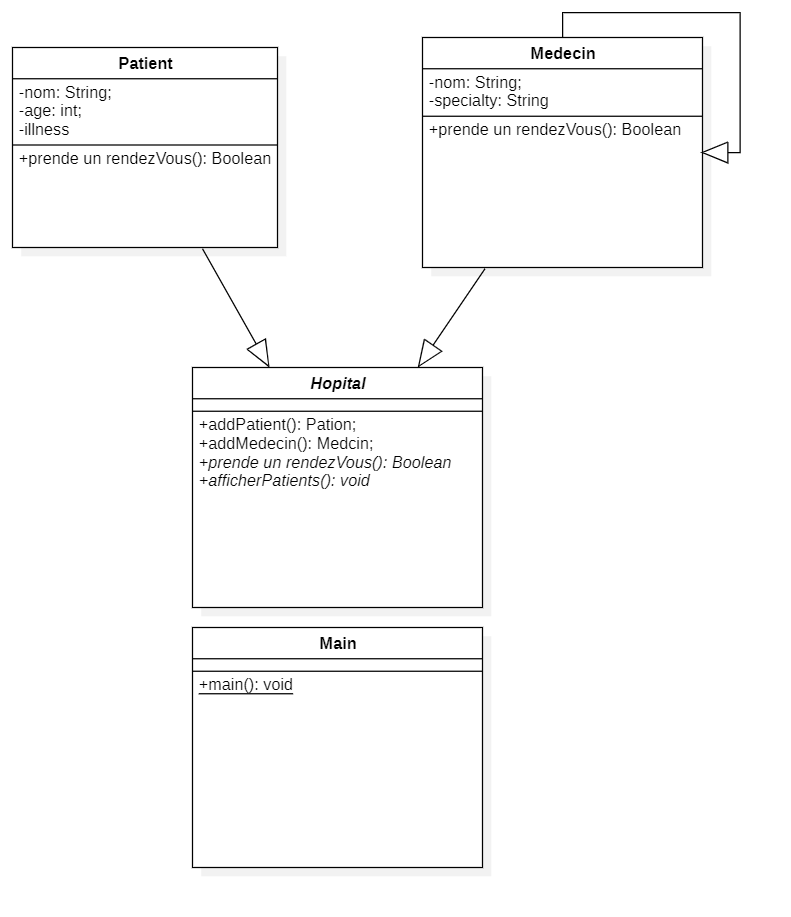 Patient
-nom: String;
-age: int;
-illness
+prende un rendezVous(): Boolean
Medecin
-nom: String;
-specialty: String
+prende un rendezVous(): Boolean
Hopital
+addPatient(): Pation;
+addMedecin(): Medcin;
+prende un rendezVous(): Boolean
+afficherPatients(): void
Main
+main(): void